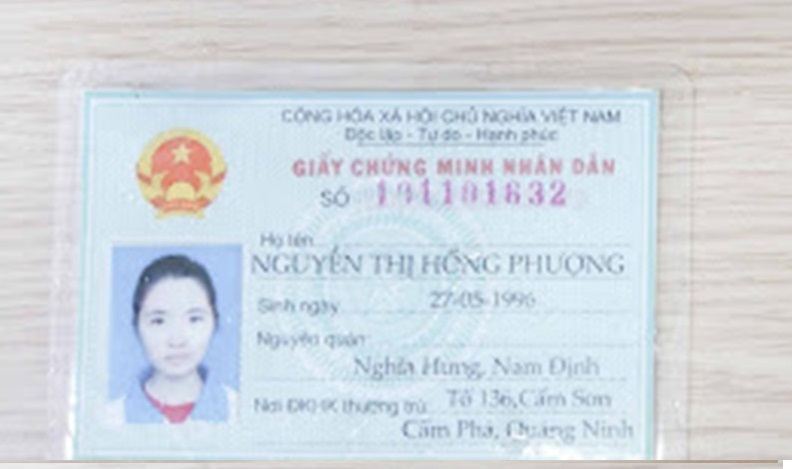 CỘNG HÒA XÃ HỘI CHỦ NGHĨA VIỆT NAM
Độc lập - Tự do - Hạnh phúc
GIẤY CHỨNG MINH NHÂN DÂN
SỐ
Họ tên
NGUYỄN THỊ HỒNG PHƯỢNG
Sinh ngày 27-05-1996
Nguyên quán
Nghĩa Hưng, Nam Định
Nơi ĐKHK thường trú Tổ 136, Cẩm Sơn
Cẩm Phả, Quảng Ninh